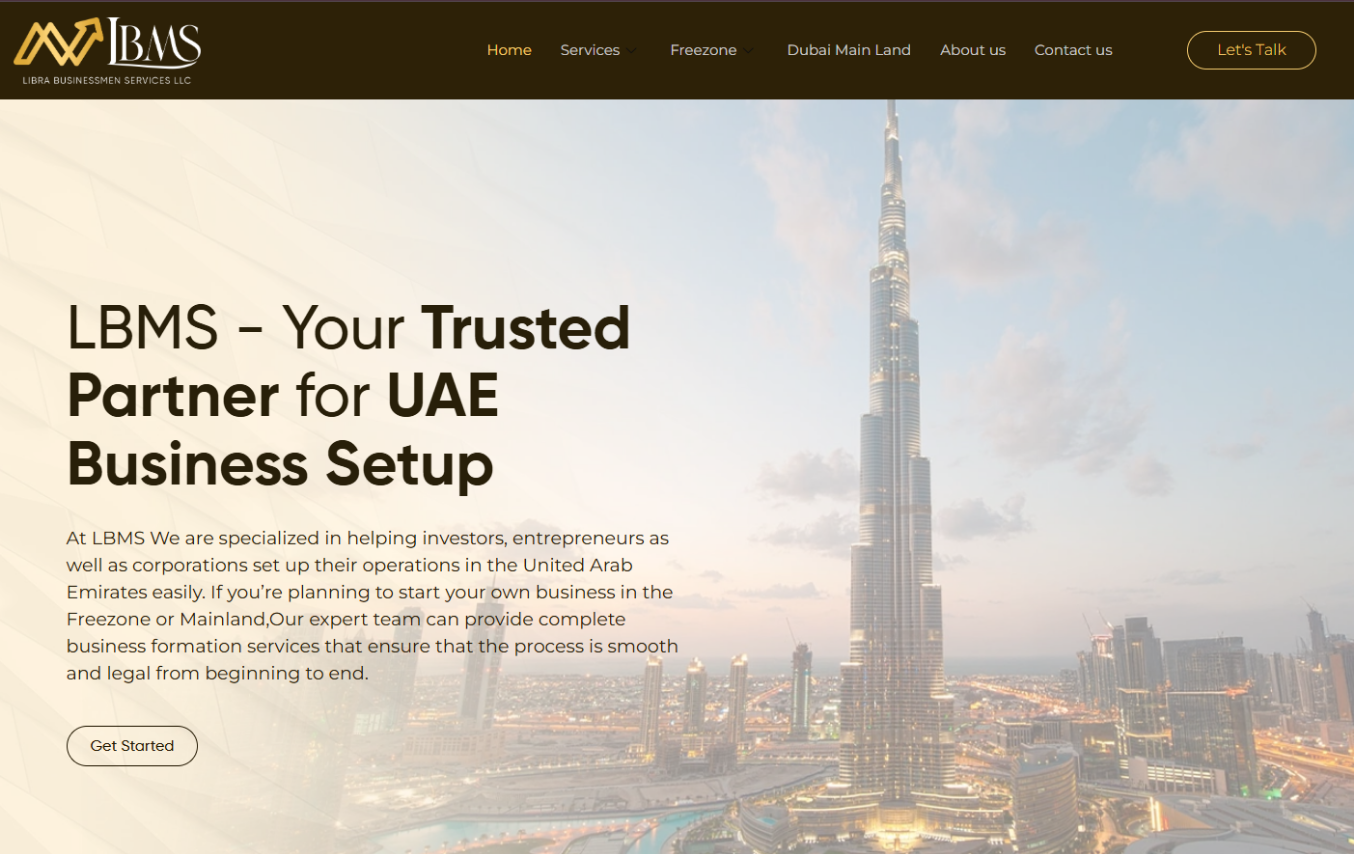 LBMS
LIBRA BUSINESSMEN SERVICES LLC
Home
Services
Freezone
Dubai Main Land
About us
Contact us
Let's Talk
LBMS - Your Trusted
Partner for UAE
Business Setup
At LBMS We are specialized in helping investors, entrepreneurs as
well as corporations set up their operations in the United Arab
Emirates easily. If you’re planning to start your own business in the
Freezone or Mainland,Our expert team can provide complete
business formation services that ensure that the process is smooth
and legal from beginning to end.
Get Started